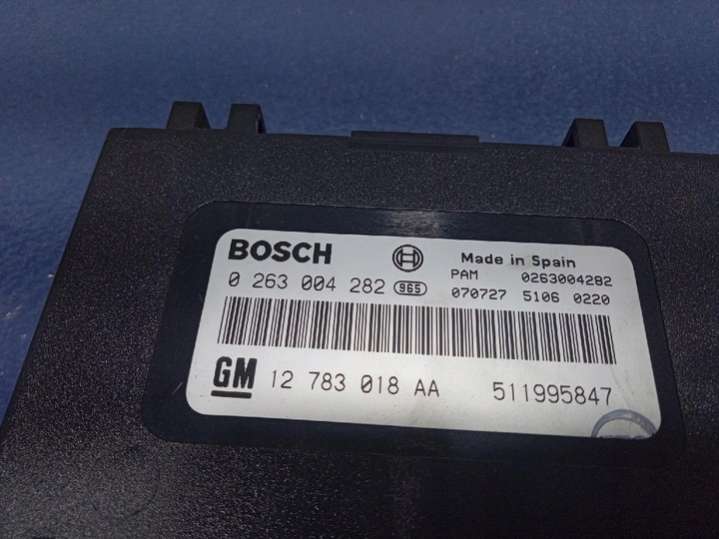 BOSCH Made in Spain
PAM 0263004282
0 263 004 282 965 070727 5106 0220
GM 12 783 018 AA 511995847